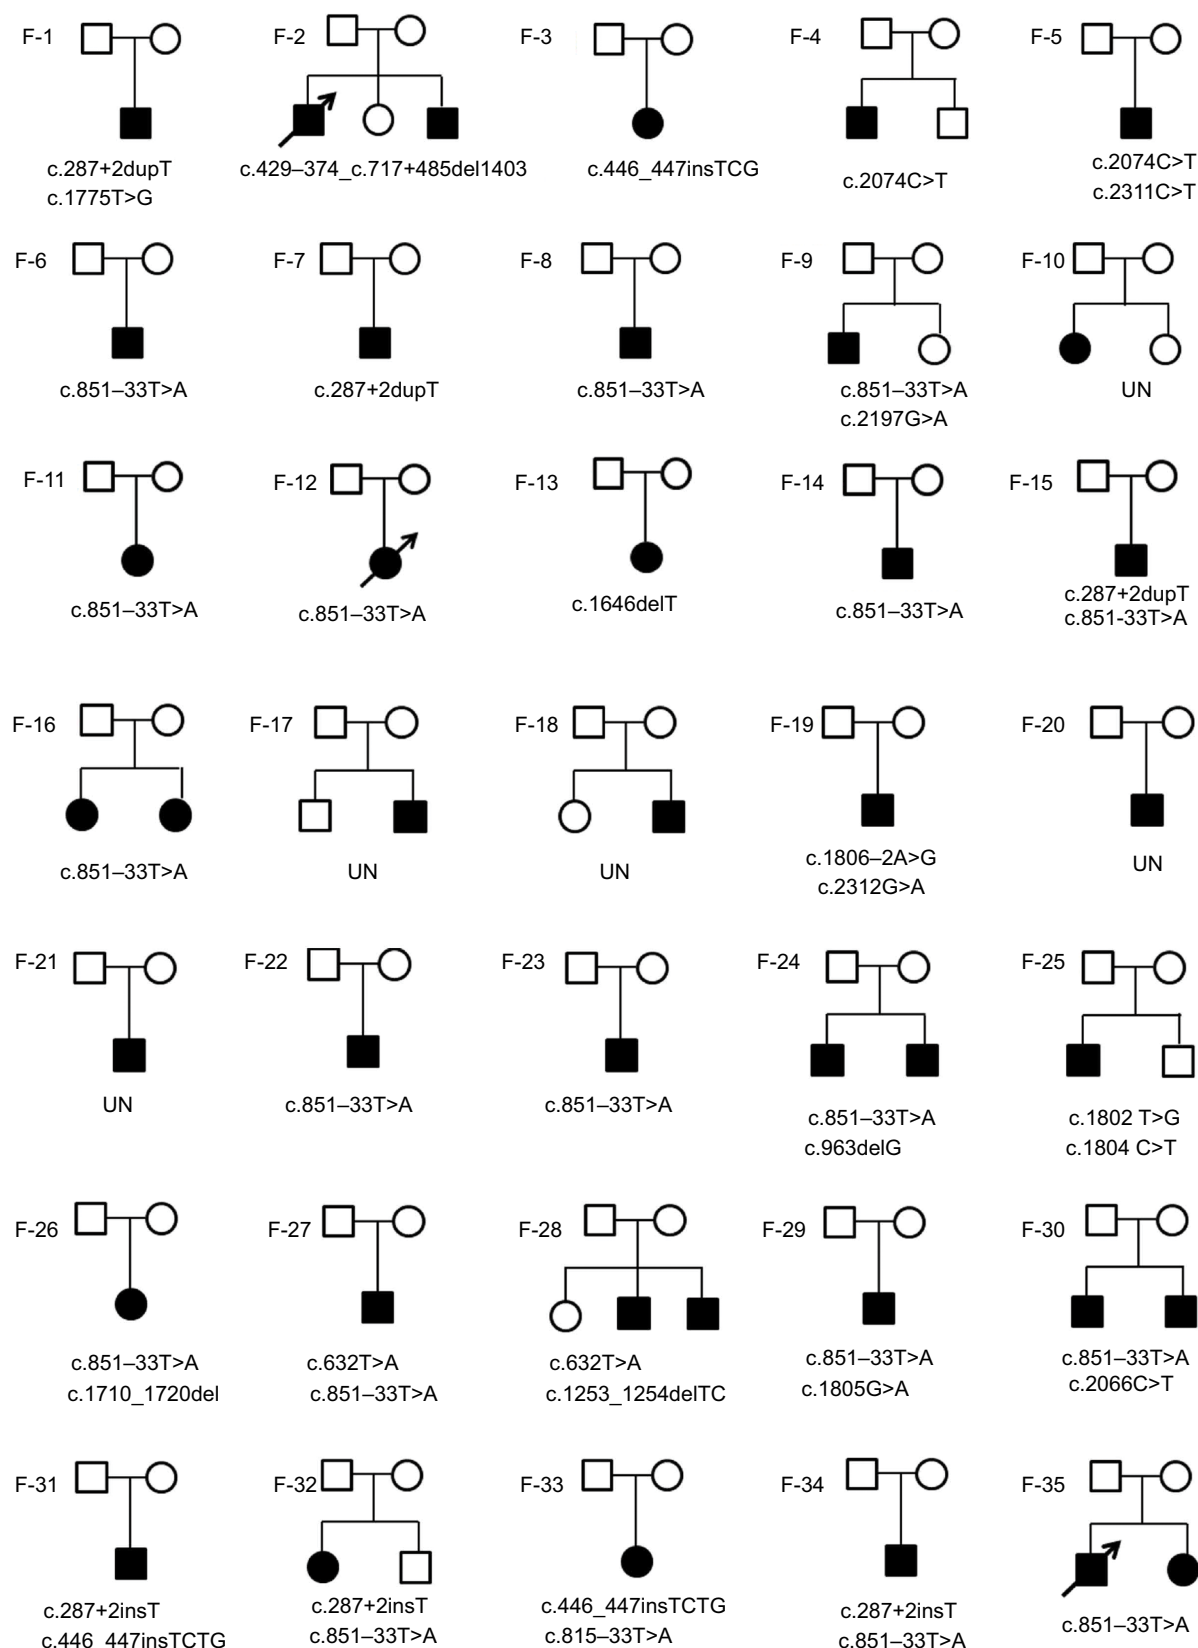 F-1
F-2
F-3
F-4
F-5
c.287+2dupT
c.1775T>G
c.429–374_c.717+485del1403
c.446_447insTCG
c.2074C>T
c.2074C>T
c.2311C>T
F-6
F-7
F-8
F-9
F-10
c.851–33T>A
c.287+2dupT
c.851–33T>A
c.851–33T>A
c.2197G>A
UN
F-11
F-12
F-13
F-14
F-15
c.851–33T>A
c.851–33T>A
c.1646delT
c.851–33T>A
c.287+2dupT
c.851-33T>A
F-16
F-17
F-18
F-19
F-20
c.851–33T>A
UN
UN
c.1806–2A>G
c.2312G>A
UN
F-21
F-22
F-23
F-24
F-25
UN
c.851–33T>A
c.851–33T>A
c.851–33T>A
c.963delG
c.1802 T>G
c.1804 C>T
F-26
F-27
F-28
F-29
F-30
c.851–33T>A
c.1710_1720del
c.632T>A
c.851–33T>A
c.632T>A
c.1253_1254delTC
c.851–33T>A
c.1805G>A
c.851–33T>A
c.2066C>T
F-31
F-32
F-33
F-34
F-35
c.287+2insT
c.446_447insTCTG
c.287+2insT
c.851–33T>A
c.446_447insTCTG
c.815–33T>A
c.287+2insT
c.851–33T>A
c.851–33T>A